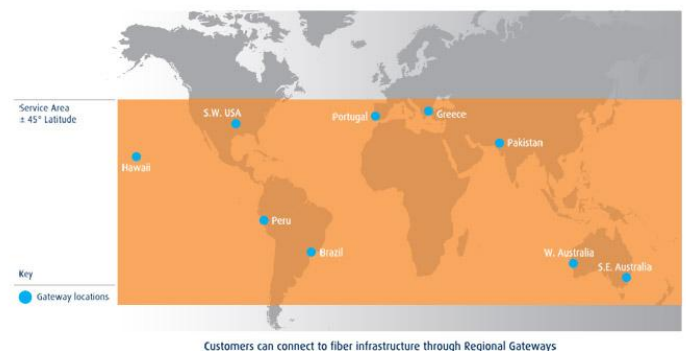 Service Area
± 45° Latitude
S.W. USA
Portugal
Greece
Pakistan
Hawaii
Peru
Brazil
W. Australia
S.E. Australia
Key
Gateway locations
Customers can connect to fiber infrastructure through Regional Gateways